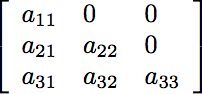 a₁₁ 0 0
a₂₁ a₂₂ 0
a₃₁ a₃₂ a₃₃